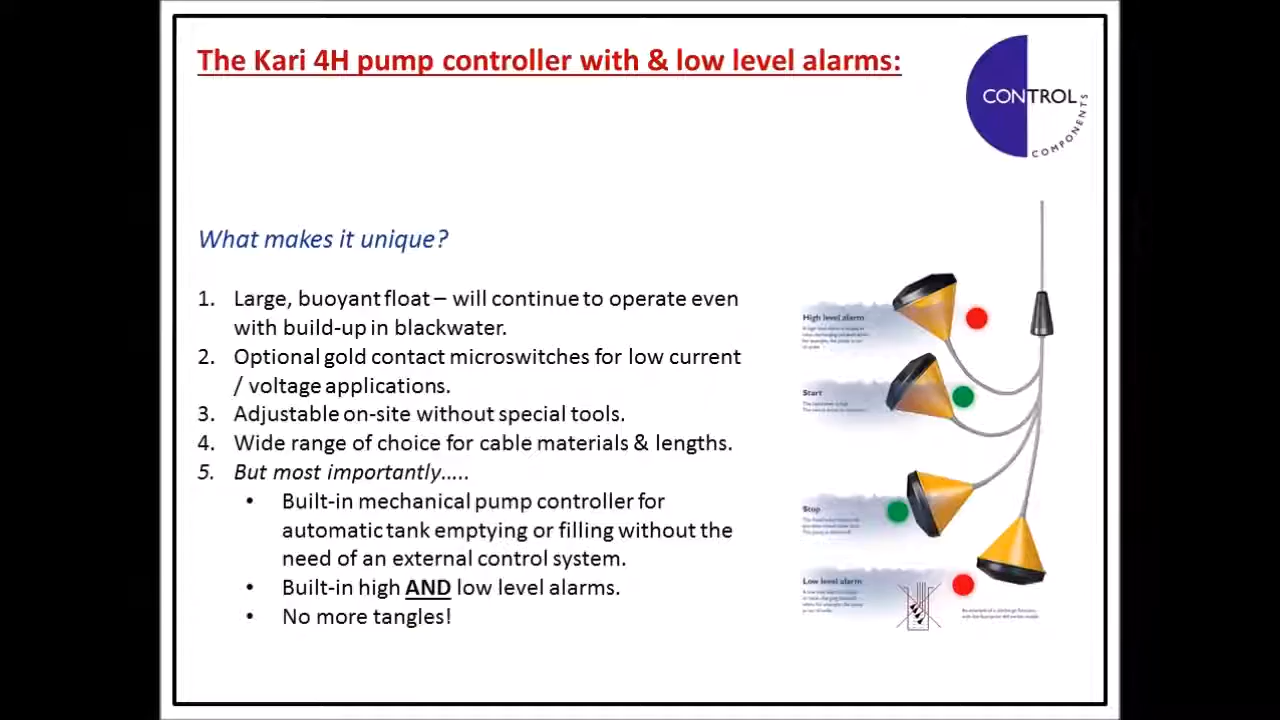 The Kari 4H pump controller with & low level alarms:
CONTROL
COMPONENTS
What makes it unique?
1. Large, buoyant float – will continue to operate even
with build-up in blackwater.
2. Optional gold contact microswitches for low current
/ voltage applications.
3. Adjustable on-site without special tools.
4. Wide range of choice for cable materials & lengths.
5. But most importantly.....
• Built-in mechanical pump controller for
automatic tank emptying or filling without the
need of an external control system.
• Built-in high AND low level alarms.
• No more tangles!
High level alarm
Start
Stop
Low level alarm